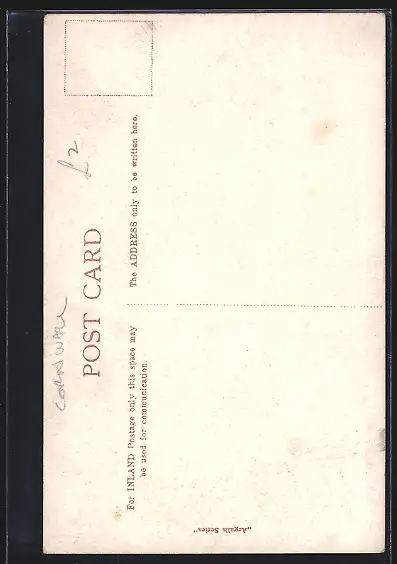 CORNWALL
£2
POST CARD
For INLAND Postage only this space may
be used for communication.
The ADDRESS only to be written here.
„Argall's Series"